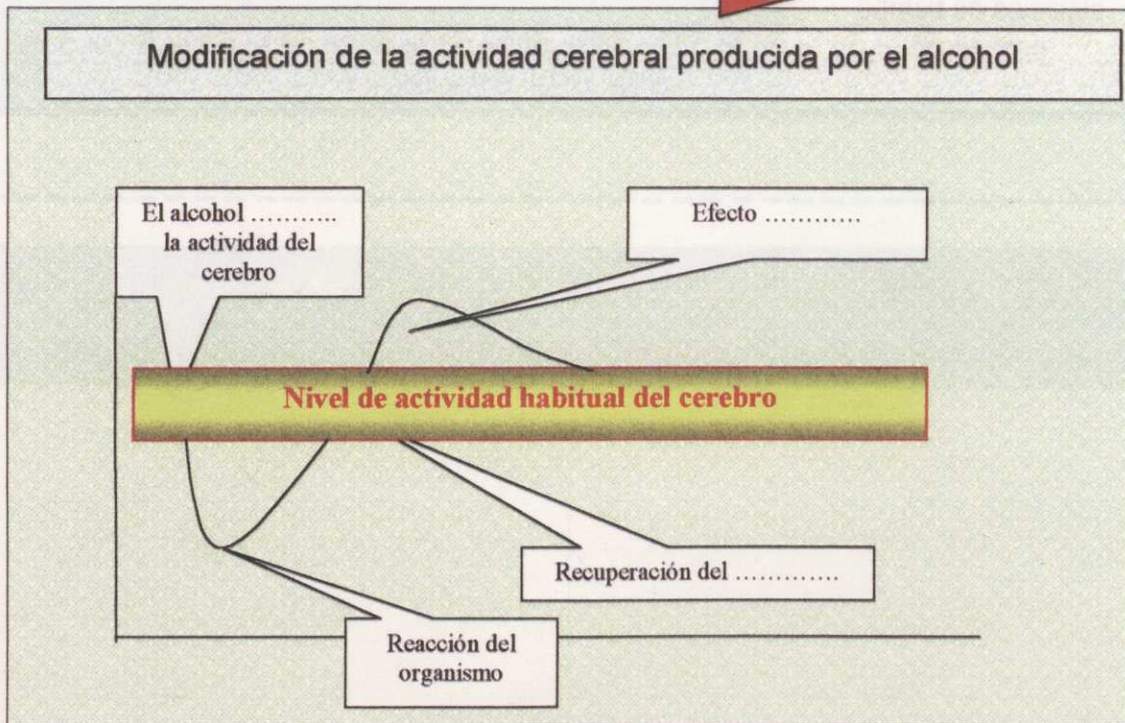 Modificación de la actividad cerebral producida por el alcohol
El alcohol ………..
la actividad del
cerebro
Efecto …………
Nivel de actividad habitual del cerebro
Recuperación del ………….
Reacción del
organismo